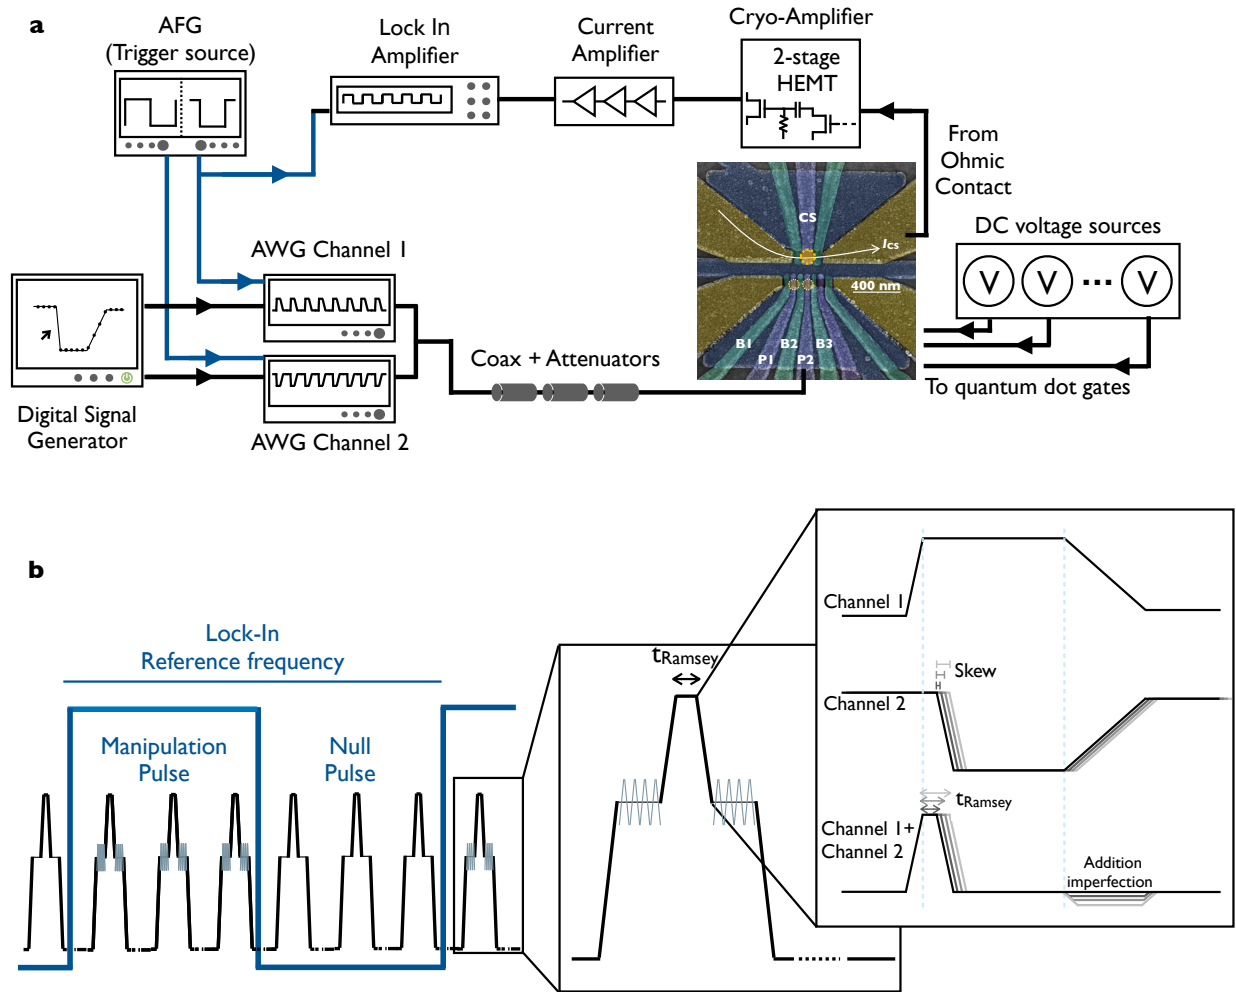 a
AFG
(Trigger source)
Lock In
Amplifier
Current
Amplifier
Cryo-Amplifier
2-stage
HEMT
From
Ohmic
Contact
CS
ICS
400 nm
B1
B2
B3
P1
P2
DC voltage sources
V
V
...
V
To quantum dot gates
AWG Channel 1
AWG Channel 2
Coax + Attenuators
Digital Signal
Generator
b
Lock-In
Reference frequency
Manipulation
Pulse
Null
Pulse
tRamsey
Channel 1
Skew
Channel 2
tRamsey
Channel 1+
Channel 2
Addition
imperfection